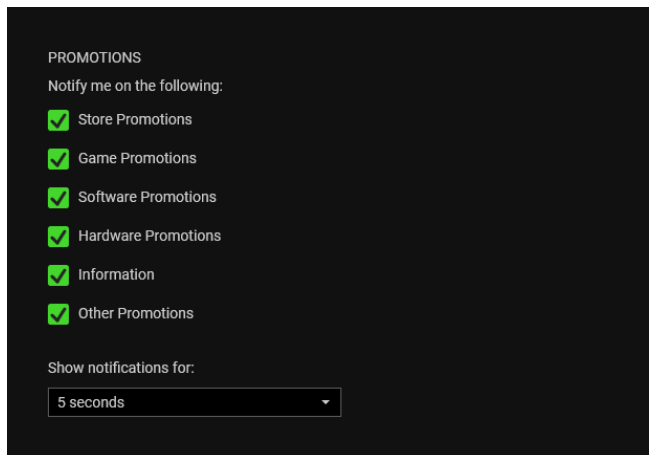 PROMOTIONS
Notify me on the following:
Store Promotions
Game Promotions
Software Promotions
Hardware Promotions
Information
Other Promotions
Show notifications for:
5 seconds